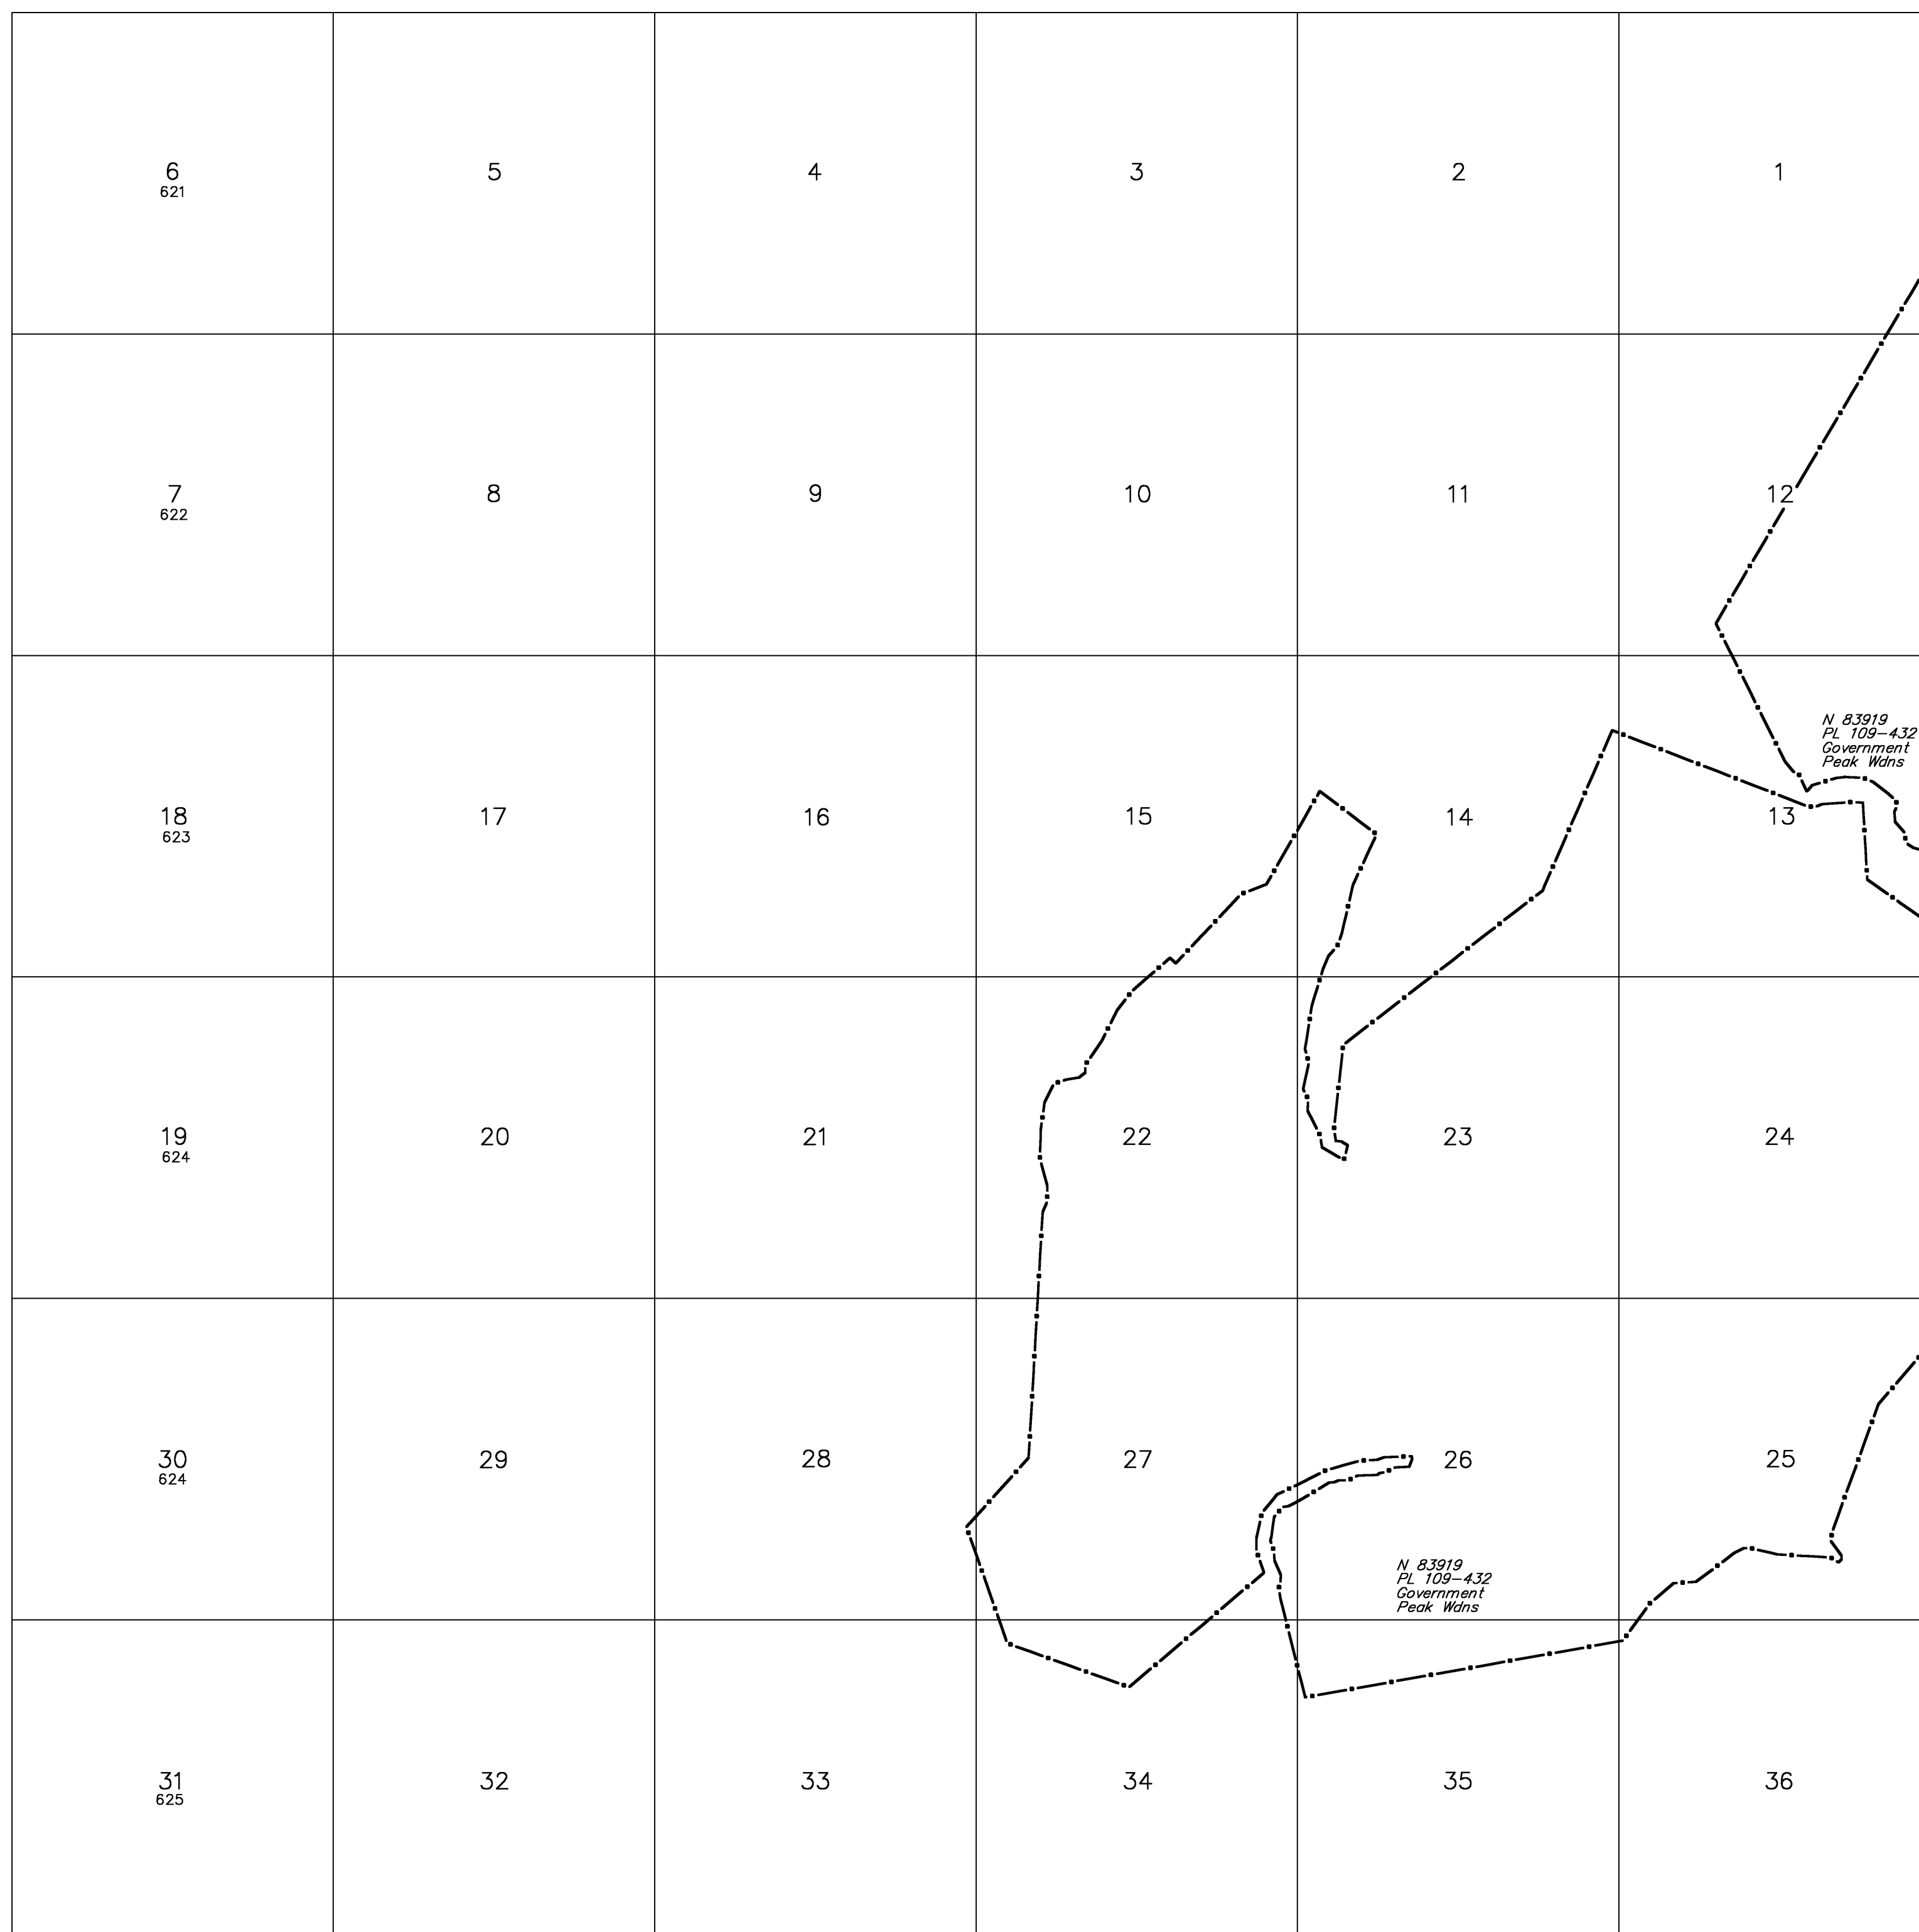 6 5 4 3 2 1
621
7 8 9 10 11 12
622
N 83919
PL 109-432
Government
Peak Wdns
18 17 16 15 14 13
623
19 20 21 22 23 24
624
30 29 28 27 26 25
624
N 83919
PL 109-432
Government
Peak Wdns
31 32 33 34 35 36
625